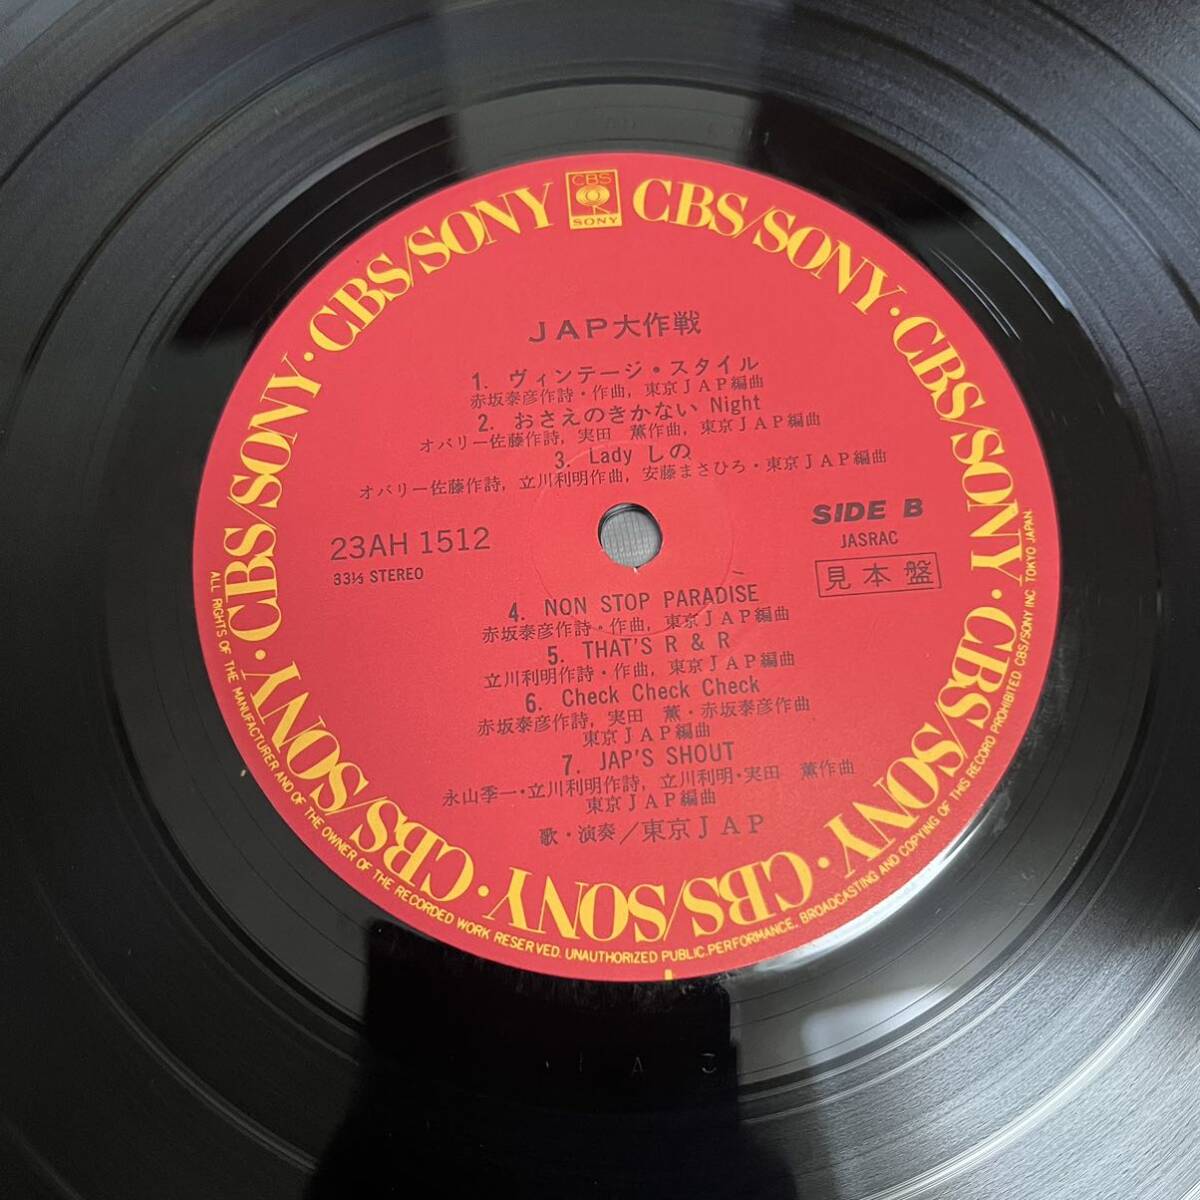 CBS/SONY · CBS/SONY · CBS/SONY · CBS/SONY · CBS/SONY · CBS/SONY · CBS/SONY · CBS/SONY
CBS
SONY
JAP大作戦
1. ヴィンテージ・スタイル
赤坂泰彦作詩・作曲, 東京JAP編曲
2. おさえのきかない Night
オバリー佐藤作詩, 実田 薫作曲, 東京JAP編曲
3. Lady しの
オバリー佐藤作詩, 立川利明作曲, 安藤まさひろ・東京JAP編曲
23AH 1512
33⅓ STEREO
SIDE B
JASRAC
見本盤
4. NON STOP PARADISE
赤坂泰彦作詩・作曲, 東京JAP編曲
5. THAT'S R & R
立川利明作詩・作曲, 東京JAP編曲
6. Check Check Check
赤坂泰彦作詩, 実田 薫・赤坂泰彦作曲
東京JAP編曲
7. JAP'S SHOUT
永山季一・立川利明作詩, 立川利明・実田 薫作曲
東京JAP編曲
歌・演奏/東京JAP
ALL RIGHTS OF THE MANUFACTURER AND OF THE OWNER OF THE RECORDED WORK RESERVED. UNAUTHORIZED PUBLIC PERFORMANCE, BROADCASTING AND COPYING OF THIS RECORD PROHIBITED CBS/SONY INC. TOKYO JAPAN.